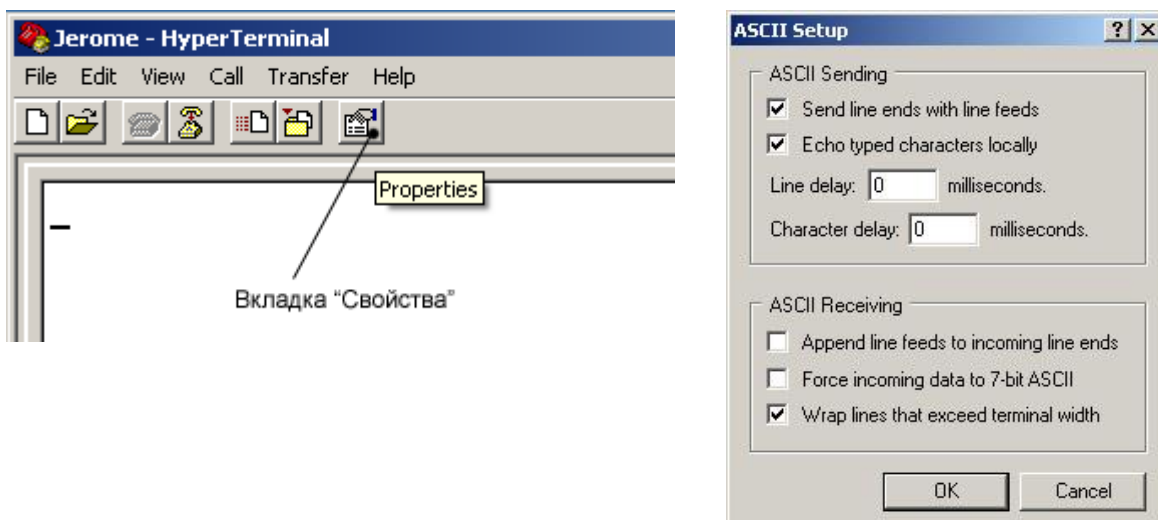 Jerome - HyperTerminal
File Edit View Call Transfer Help
Properties
Вкладка “Свойства”
ASCII Setup
ASCII Sending
Send line ends with line feeds
Echo typed characters locally
Line delay: 0 milliseconds.
Character delay: 0 milliseconds.
ASCII Receiving
Append line feeds to incoming line ends
Force incoming data to 7-bit ASCII
Wrap lines that exceed terminal width
OK Cancel